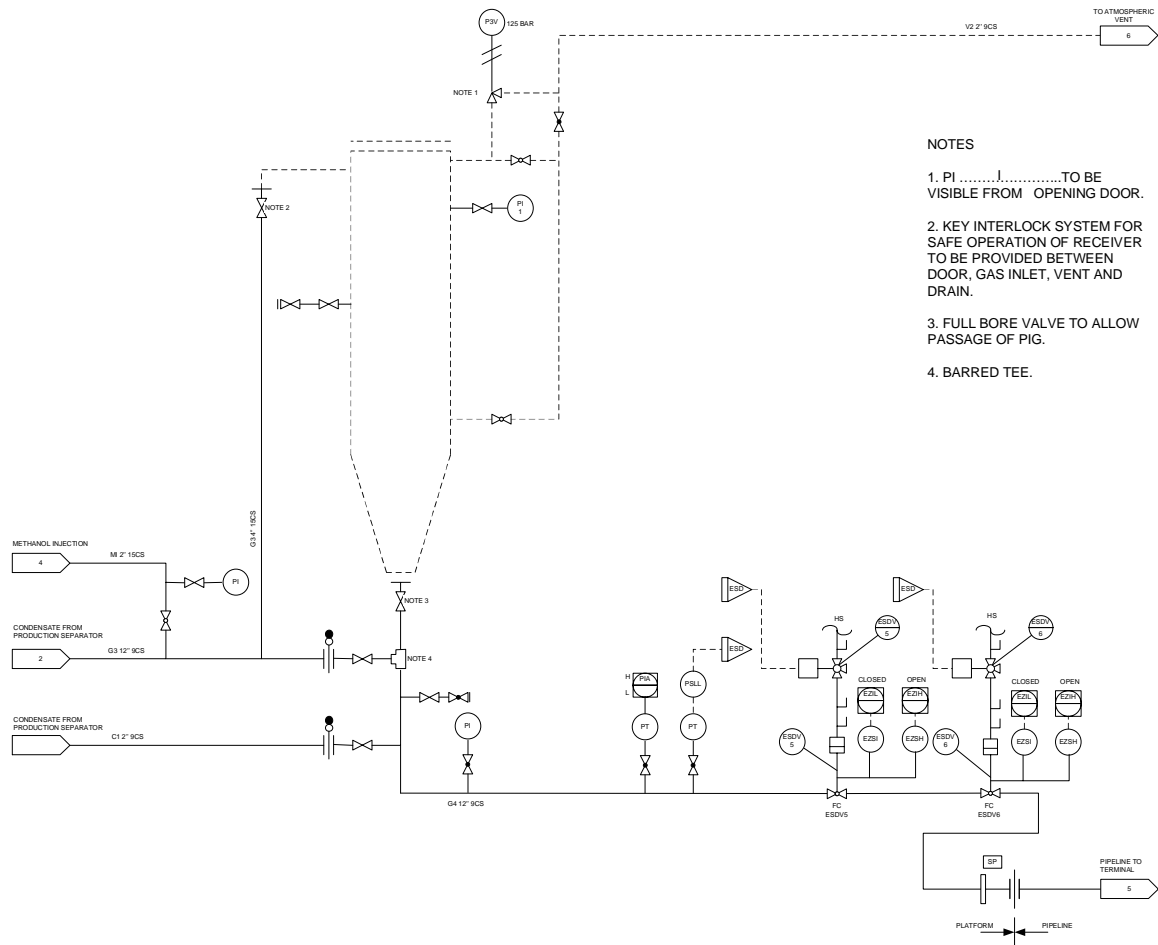 P3V
125 BAR
V2 2" 9CS
TO ATMOSPHERIC
VENT
6
NOTE 1
NOTES
1. PI .........I..............TO BE
VISIBLE FROM OPENING DOOR.
2. KEY INTERLOCK SYSTEM FOR
SAFE OPERATION OF RECEIVER
TO BE PROVIDED BETWEEN
DOOR, GAS INLET, VENT AND
DRAIN.
3. FULL BORE VALVE TO ALLOW
PASSAGE OF PIG.
4. BARRED TEE.
NOTE 2
PI
1
G3 4" 15CS
METHANOL INJECTION
4
MI 2" 15CS
PI
NOTE 3
CONDENSATE FROM
PRODUCTION SEPARATOR
2
G3 12" 9CS
NOTE 4
CONDENSATE FROM
PRODUCTION SEPARATOR
C1 2" 9CS
PI
G4 12" 9CS
H
L
PIA
PT
ESD
ESD
PSLL
PT
HS
ESDV
5
CLOSED
OPEN
EZIL
EZIH
EZSI
EZSH
ESDV
5
FC
ESDV5
ESD
HS
ESDV
6
CLOSED
OPEN
EZIL
EZIH
EZSI
EZSH
ESDV
6
FC
ESDV6
SP
PIPELINE TO
TERMINAL
5
PLATFORM
PIPELINE